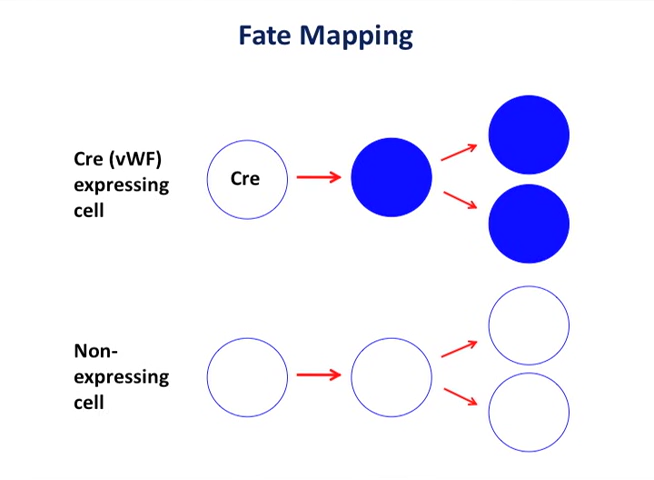 Fate Mapping
Cre (vWF)
expressing
cell
Cre
Non-
expressing
cell